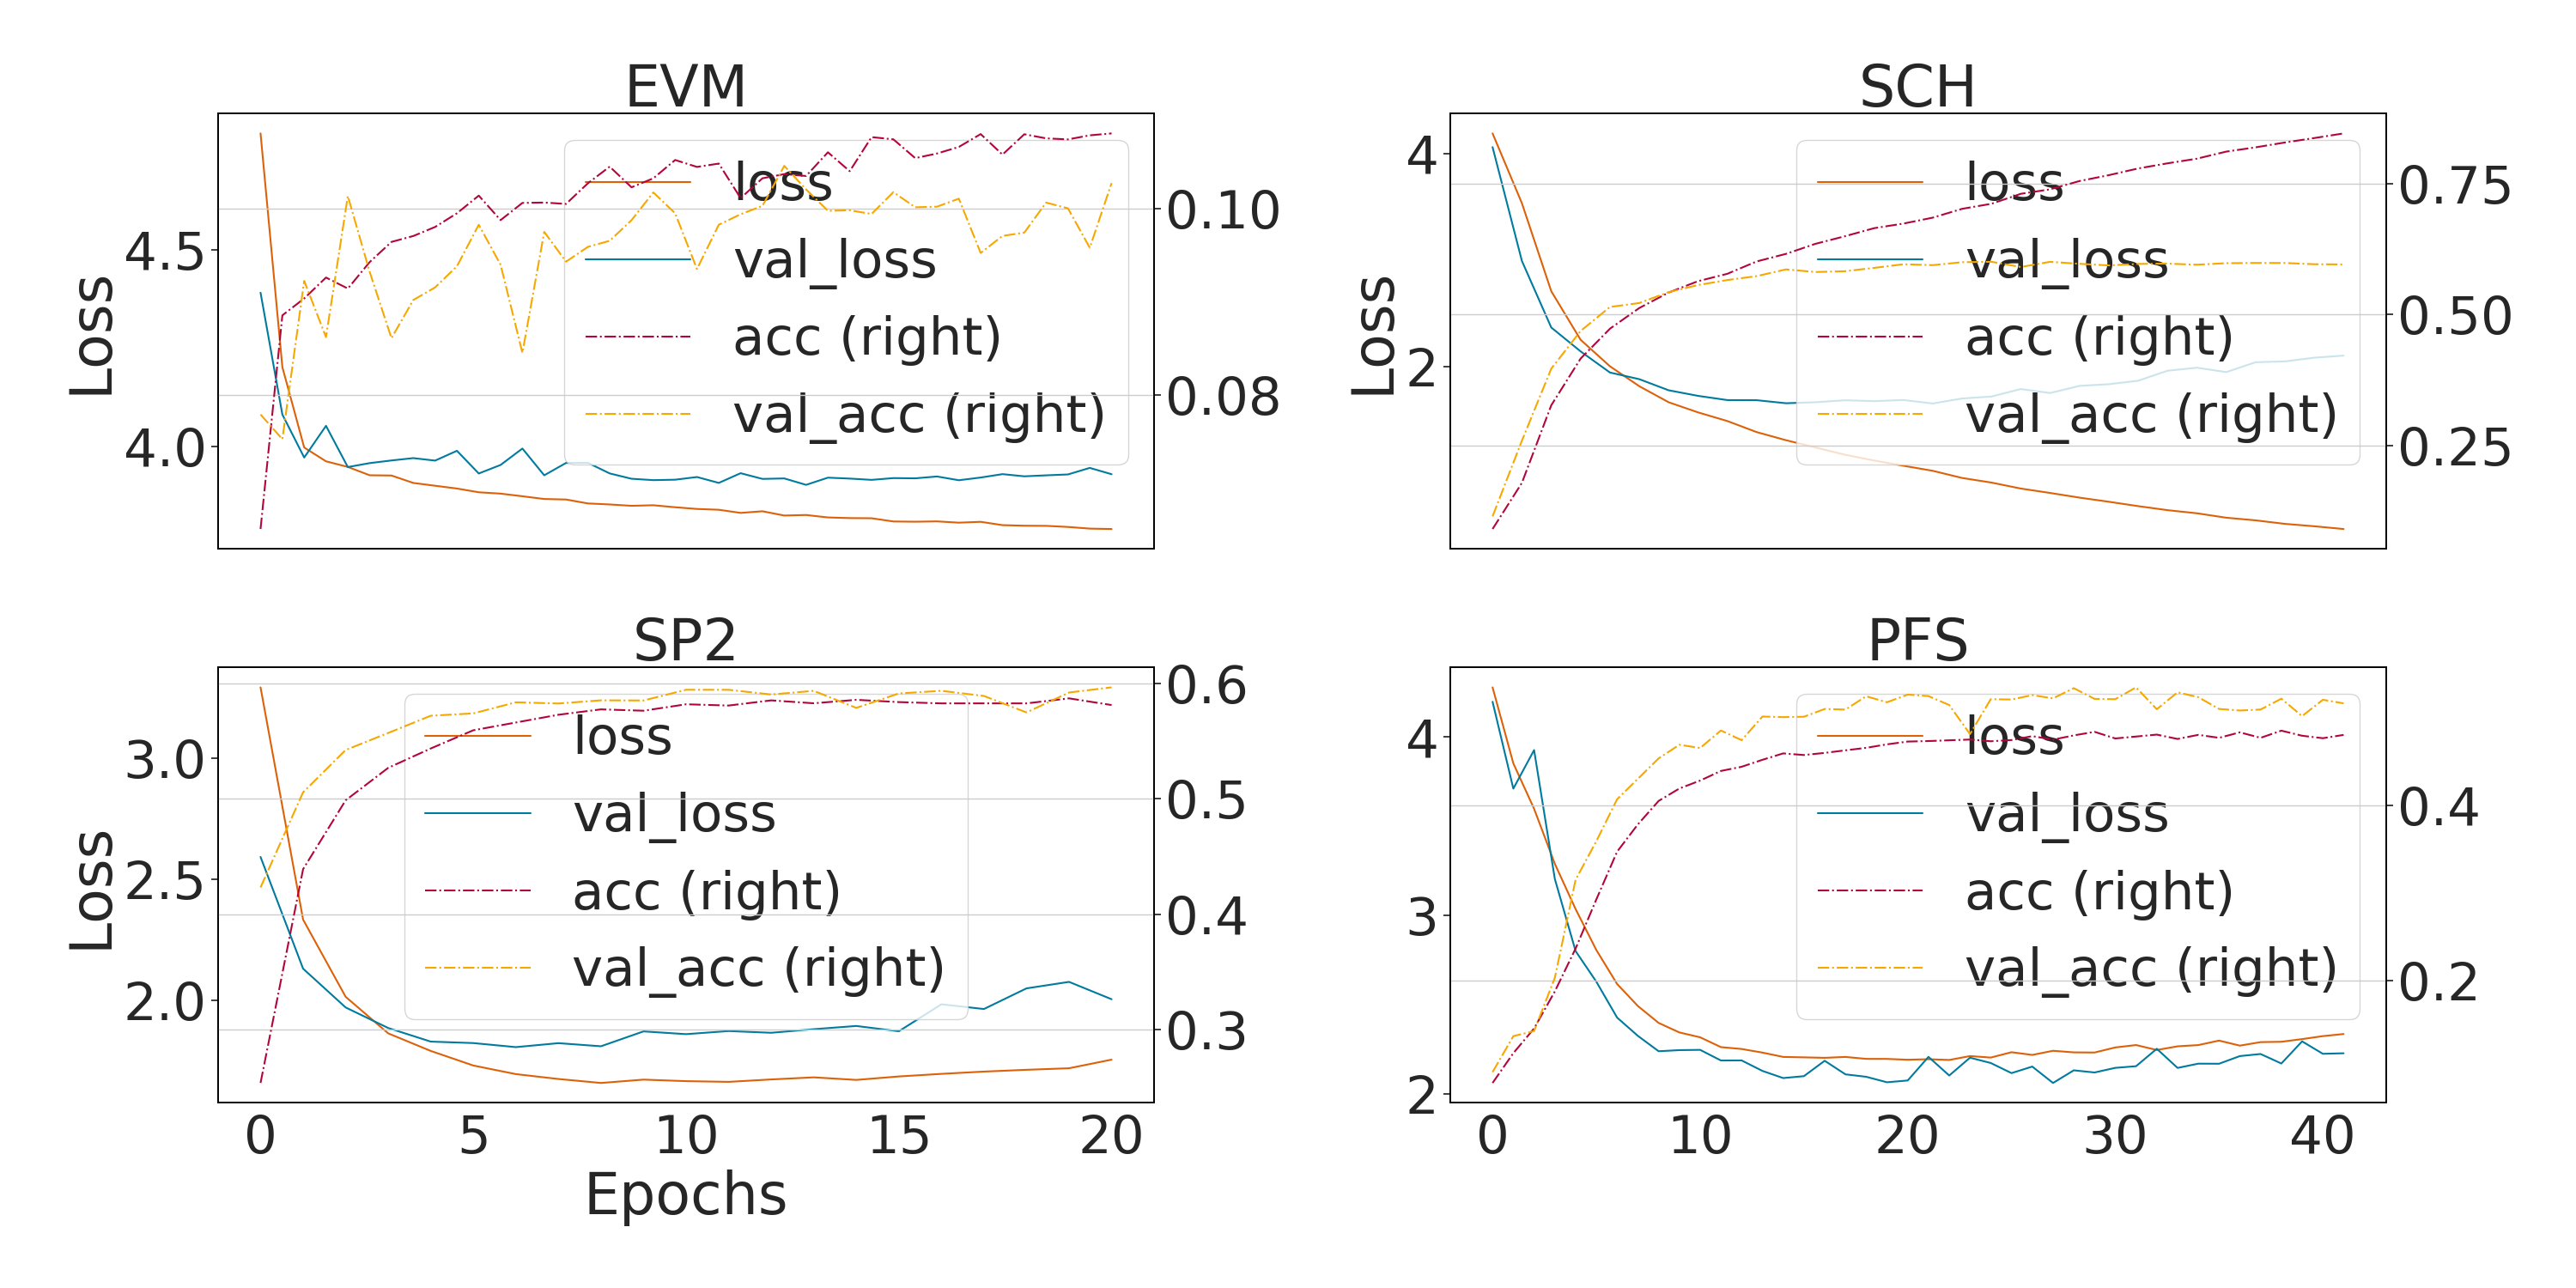 EVM
Loss
4.5
4.0
0.10
0.08
loss
val_loss
acc (right)
val_acc (right)
SCH
Loss
4
2
0.75
0.50
0.25
loss
val_loss
acc (right)
val_acc (right)
SP2
Loss
3.0
2.5
2.0
0.6
0.5
0.4
0.3
loss
val_loss
acc (right)
val_acc (right)
0 5 10 15 20
Epochs
PFS
4
3
2
0.4
0.2
loss
val_loss
acc (right)
val_acc (right)
0 10 20 30 40